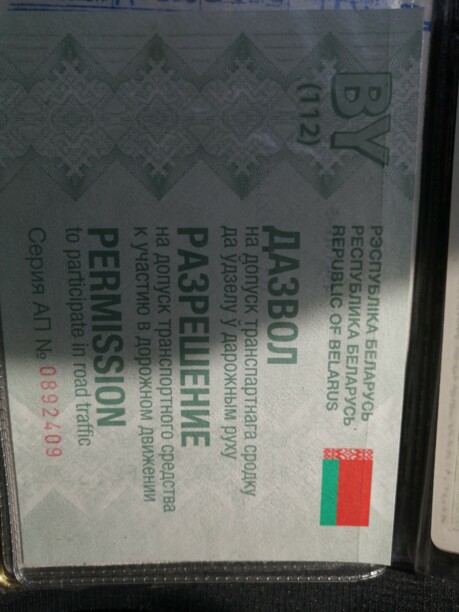 BY
(112)
РЭСПУБЛІКА БЕЛАРУСЬ
РЕСПУБЛИКА БЕЛАРУСЬ
REPUBLIC OF BELARUS
ДАЗВОЛ
на допуск транспартнага сродку
да удзелу ў дарожным руху
РАЗРЕШЕНИЕ
на допуск транспортного средства
к участию в дорожном движении
PERMISSION
to participate in road traffic
Серия АП № 0892409